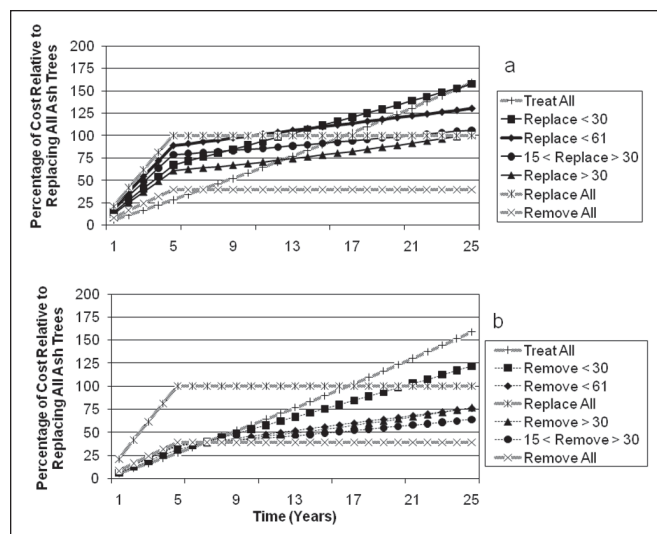 a
Percentage of Cost Relative to
Replacing All Ash Trees
200
175
150
125
100
75
50
25
0
1 5 9 13 17 21 25
Treat All
Replace <30
Replace <61
15 < Replace > 30
Replace > 30
Replace All
Remove All
b
Percentage of Cost Relative to
Replacing All Ash Trees
200
175
150
125
100
75
50
25
0
1 5 9 13 17 21 25
Time (Years)
Treat All
Remove <30
Remove <61
Replace All
Remove >30
15 < Remove > 30
Remove All